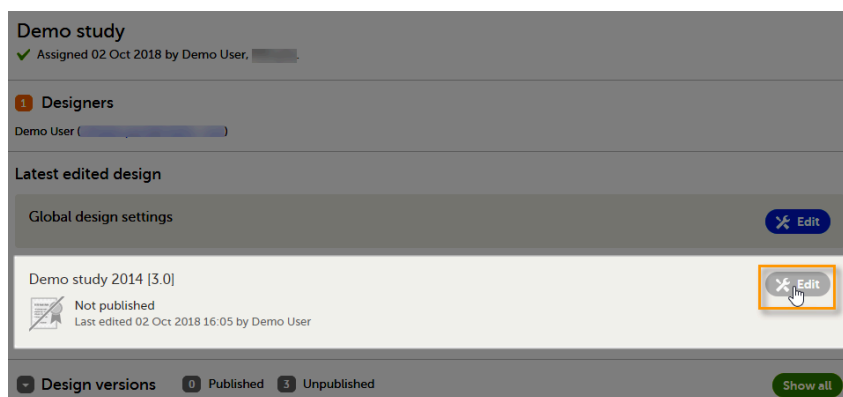 Demo study
Assigned 02 Oct 2018 by Demo User, .
1 Designers
Demo User ( )
Latest edited design
Global design settings
Edit
Demo study 2014 [3.0]
Edit
Not published
Last edited 02 Oct 2018 16:05 by Demo User
Design versions 0 Published 3 Unpublished Show all